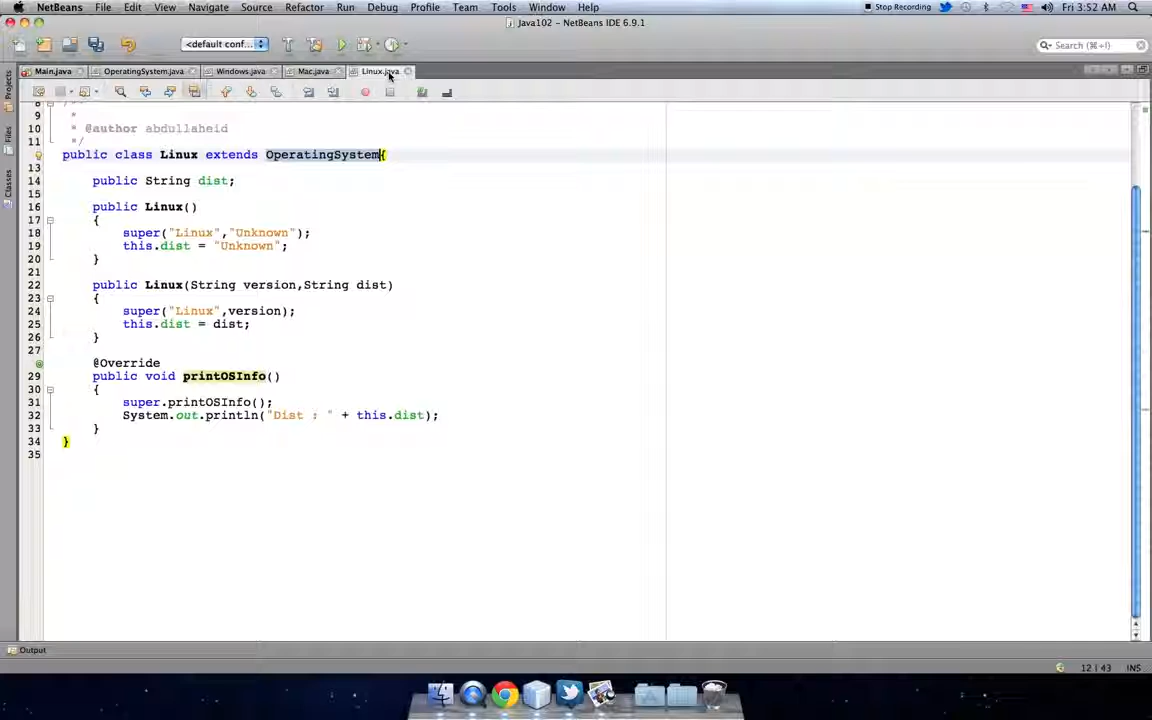 NetBeans File Edit View Navigate Source Refactor Run Debug Profile Team Tools Window Help Stop Recording Fri 3:52 AM
Java102 – NetBeans IDE 6.9.1
<default conf... Search (⌘+I)
Main.java OperatingSystem.java Windows.java Mac.java Linux.java
Projects
Files
Classes
8 /**
9 *
10 * @author abdullaheid
11 */
public class Linux extends OperatingSystem{
13
14 public String dist;
15
16 public Linux()
17 {
18 super("Linux","Unknown");
19 this.dist = "Unknown";
20 }
21
22 public Linux(String version,String dist)
23 {
24 super("Linux",version);
25 this.dist = dist;
26 }
27
@Override
29 public void printOSInfo()
30 {
31 super.printOSInfo();
32 System.out.println("Dist : " + this.dist);
33 }
34 }
35
Output
12 | 43 INS